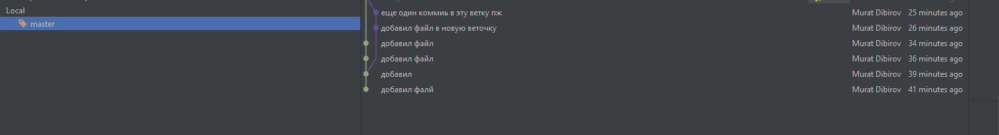 Local
master
еще один коммиь в эту ветку пж Murat Dibirov 25 minutes ago
добавил файл в новую веточку Murat Dibirov 26 minutes ago
добавил файл Murat Dibirov 34 minutes ago
добавил файл Murat Dibirov 36 minutes ago
добавил Murat Dibirov 39 minutes ago
добавил фалй Murat Dibirov 41 minutes ago